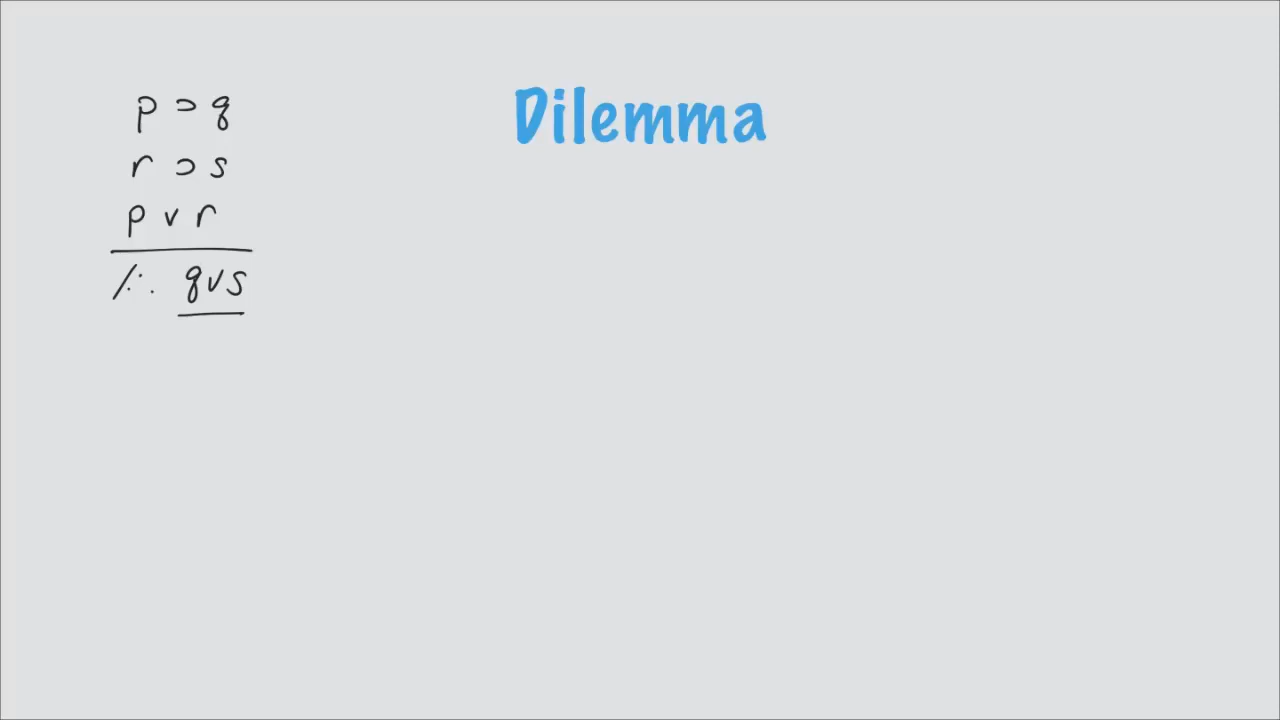 Dilemma
p ⊃ q
r ⊃ s
p v r
/∴ q v s